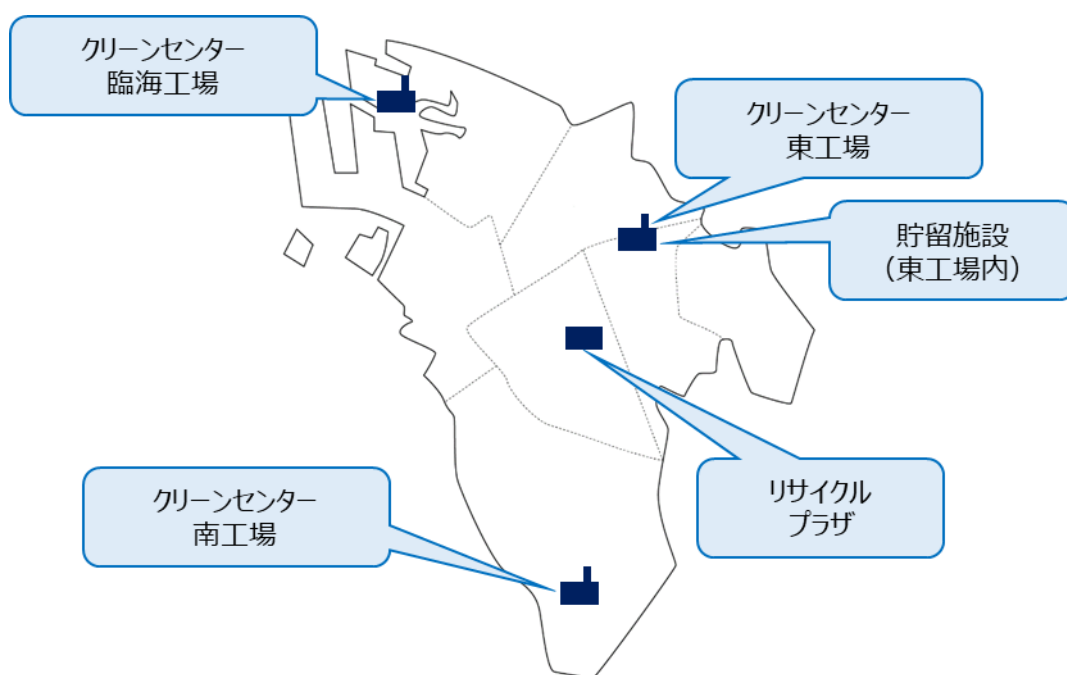 クリーンセンター
臨海工場
クリーンセンター
東工場
貯留施設
（東工場内）
リサイクル
プラザ
クリーンセンター
南工場